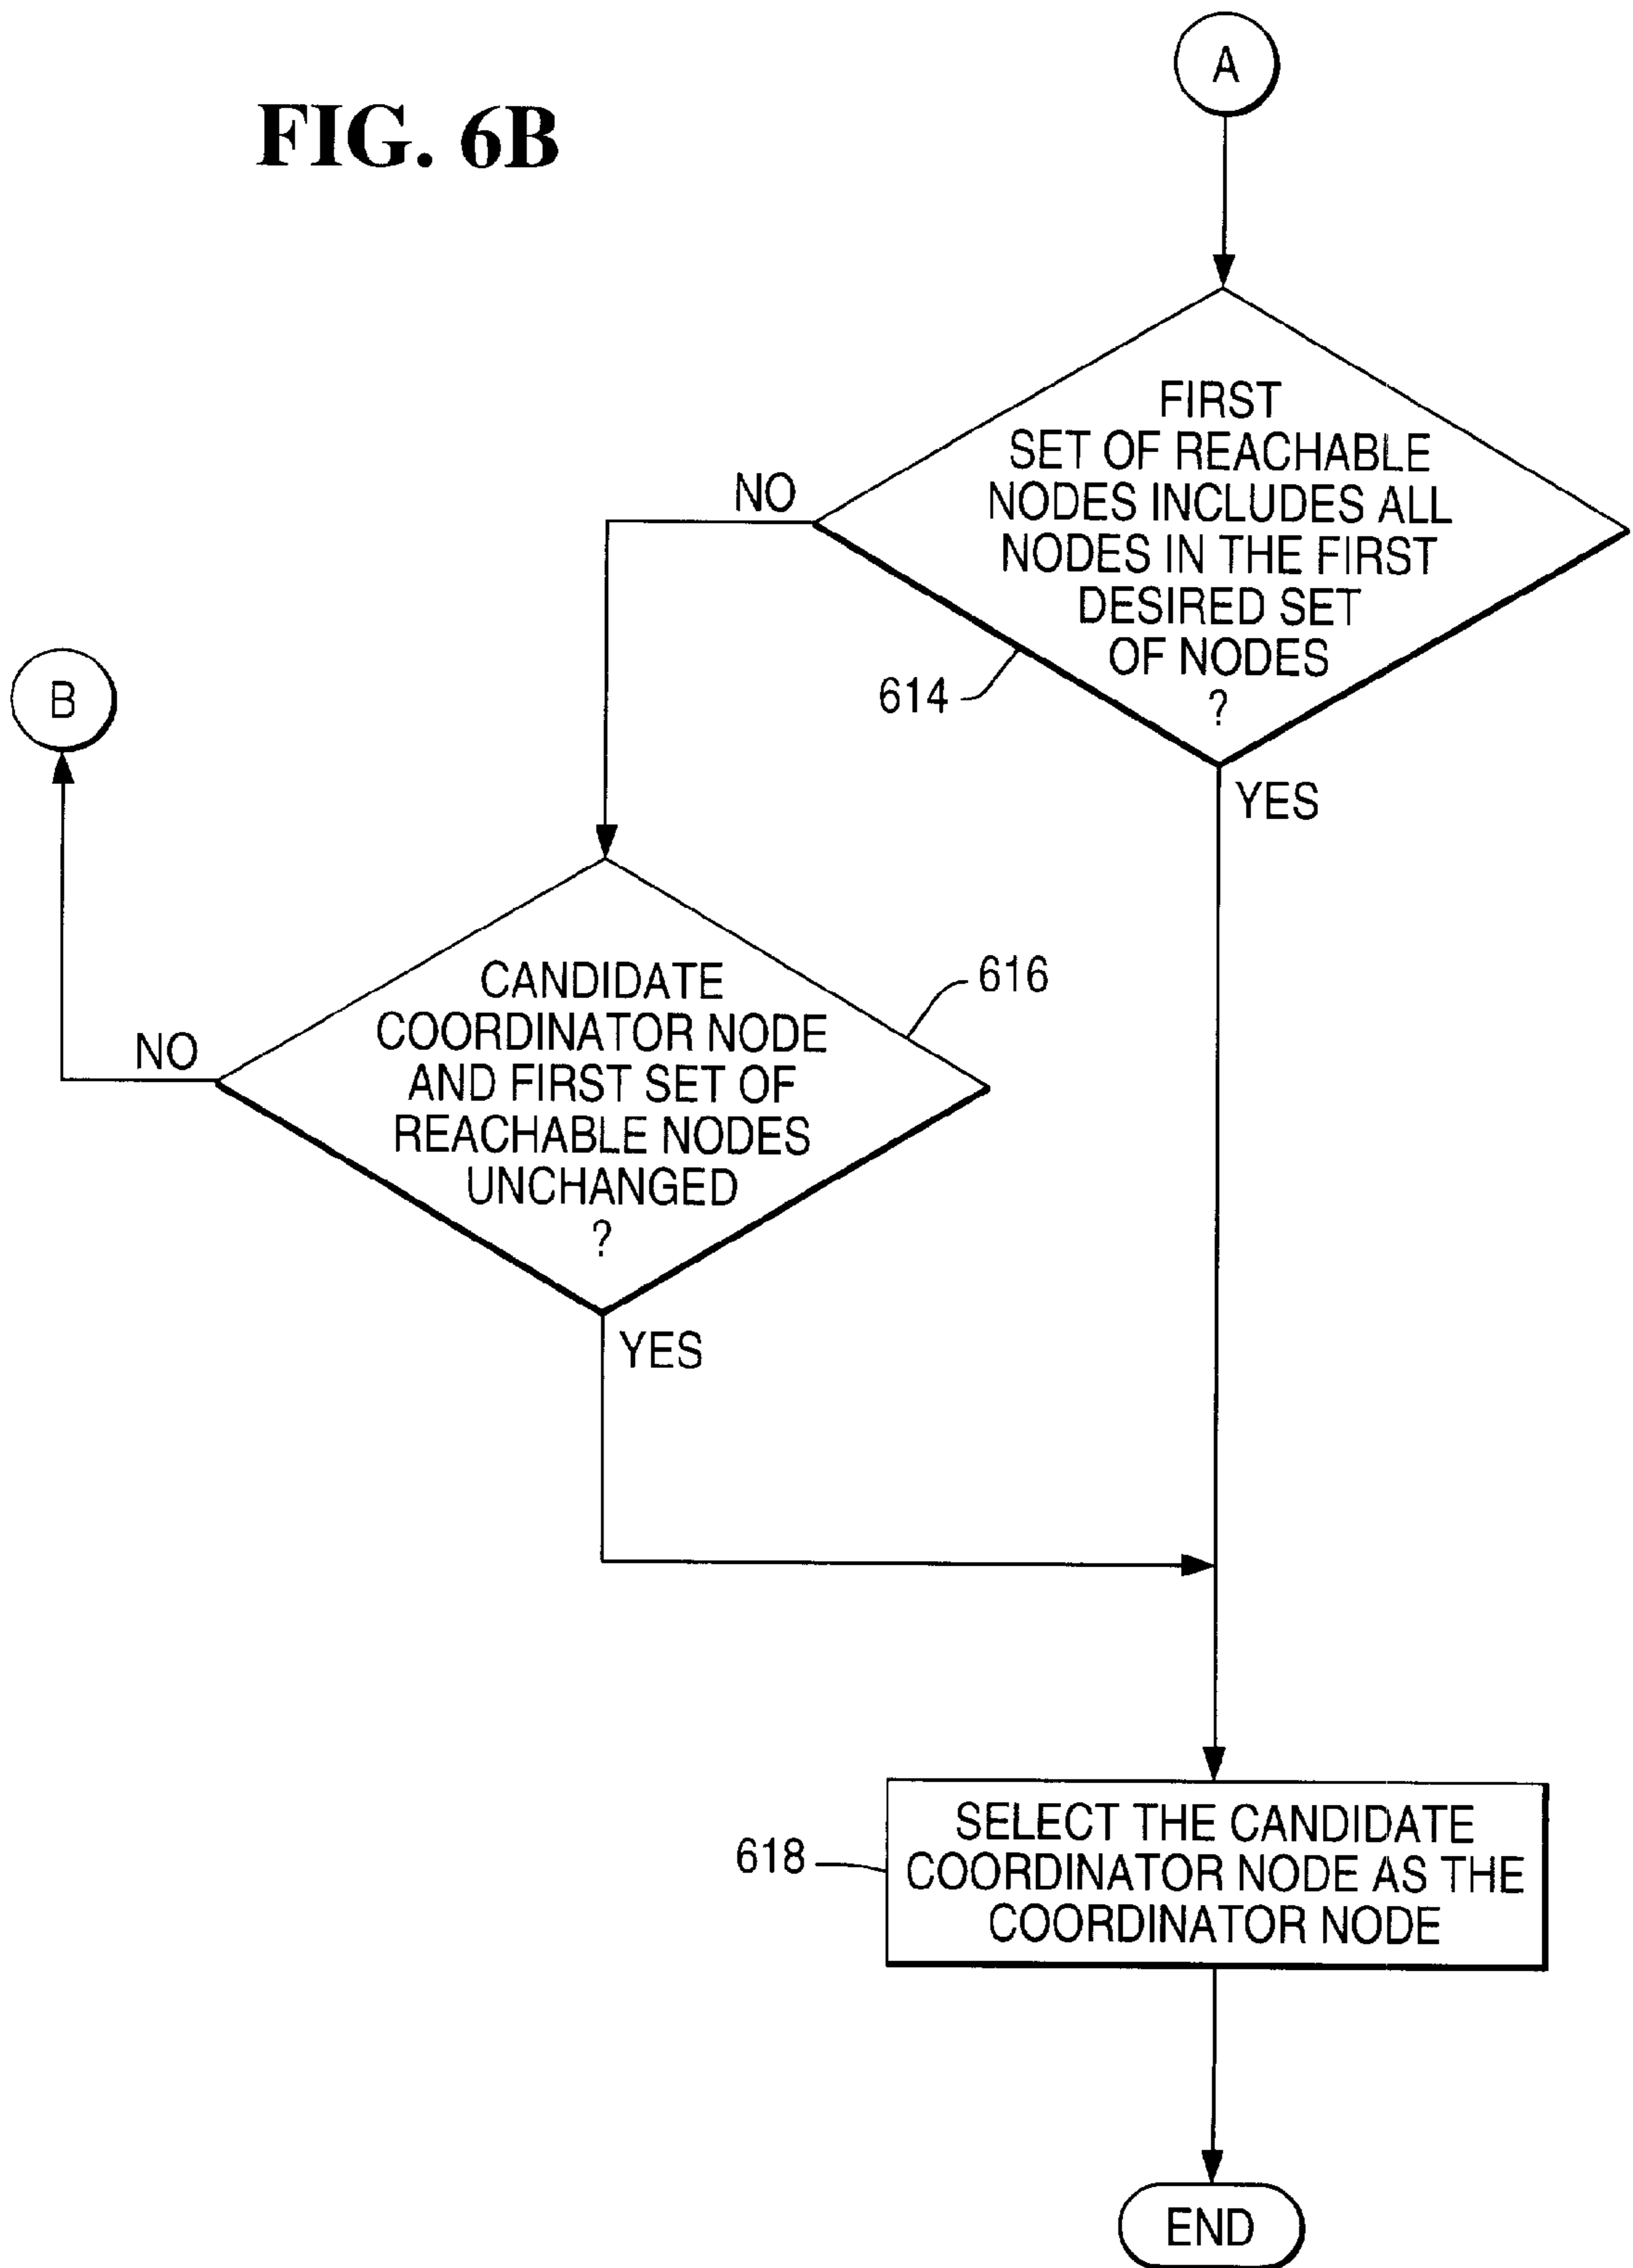 FIG. 6B
A
FIRST
SET OF REACHABLE
NODES INCLUDES ALL
NODES IN THE FIRST
DESIRED SET
OF NODES
?
NO
614
YES
B
CANDIDATE
COORDINATOR NODE
AND FIRST SET OF
REACHABLE NODES
UNCHANGED
?
616
NO
YES
SELECT THE CANDIDATE
COORDINATOR NODE AS THE
COORDINATOR NODE
618
END